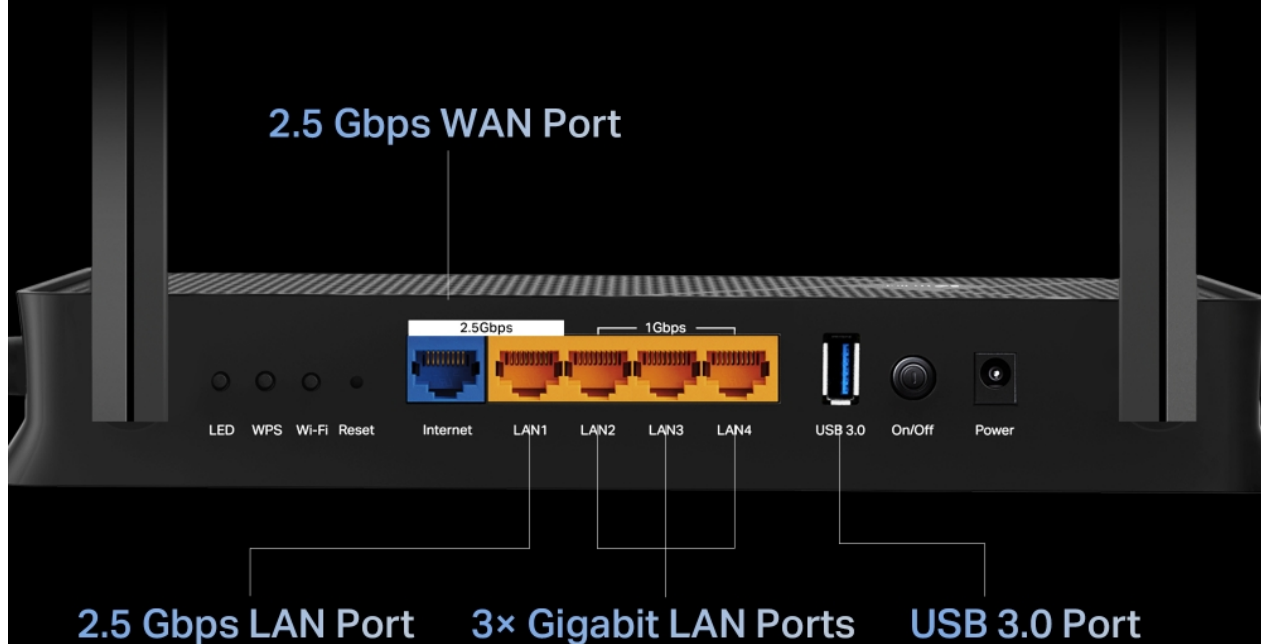 2.5 Gbps WAN Port
2.5Gbps
1Gbps
LED WPS Wi-Fi Reset Internet LAN1 LAN2 LAN3 LAN4 USB 3.0 On/Off Power
2.5 Gbps LAN Port 3× Gigabit LAN Ports USB 3.0 Port